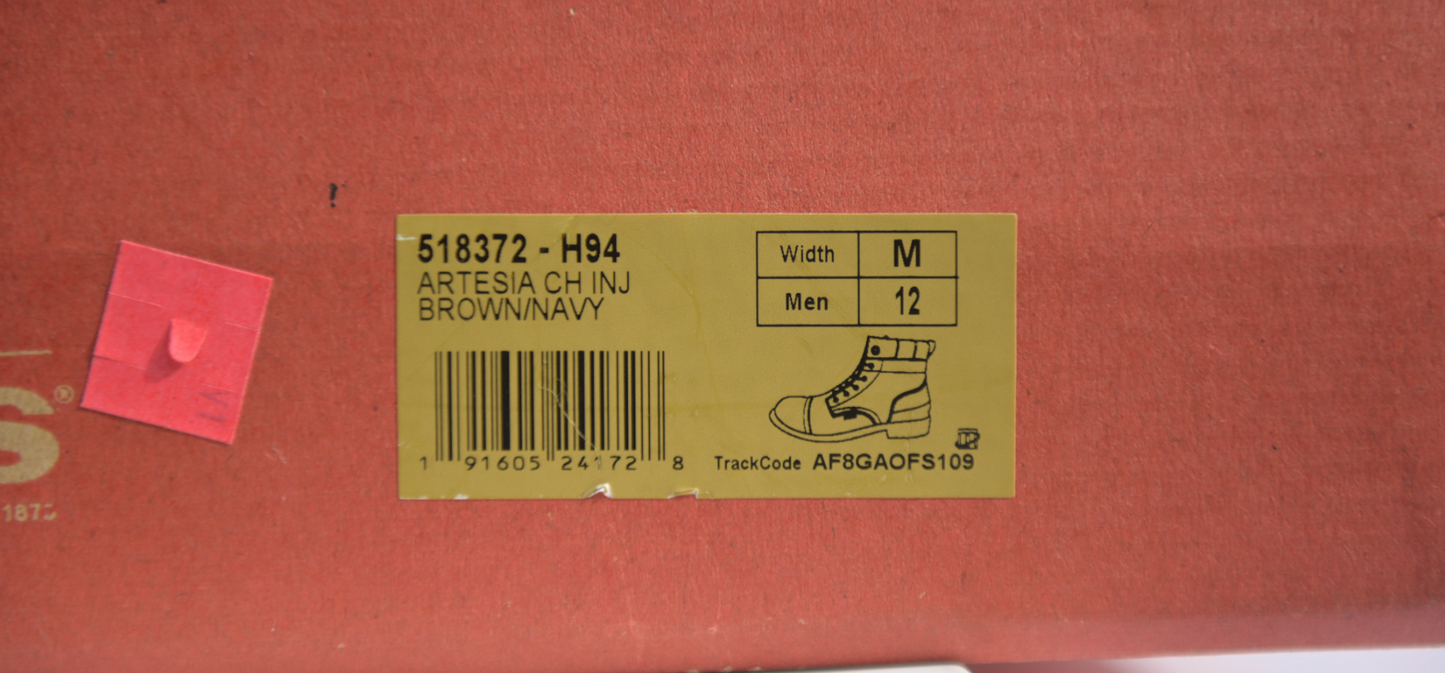 518372 - H94
ARTESIA CH INJ
BROWN/NAVY
Width M
Men 12
1 91605 24172 8
TrackCode AF8GAOFS109
S®